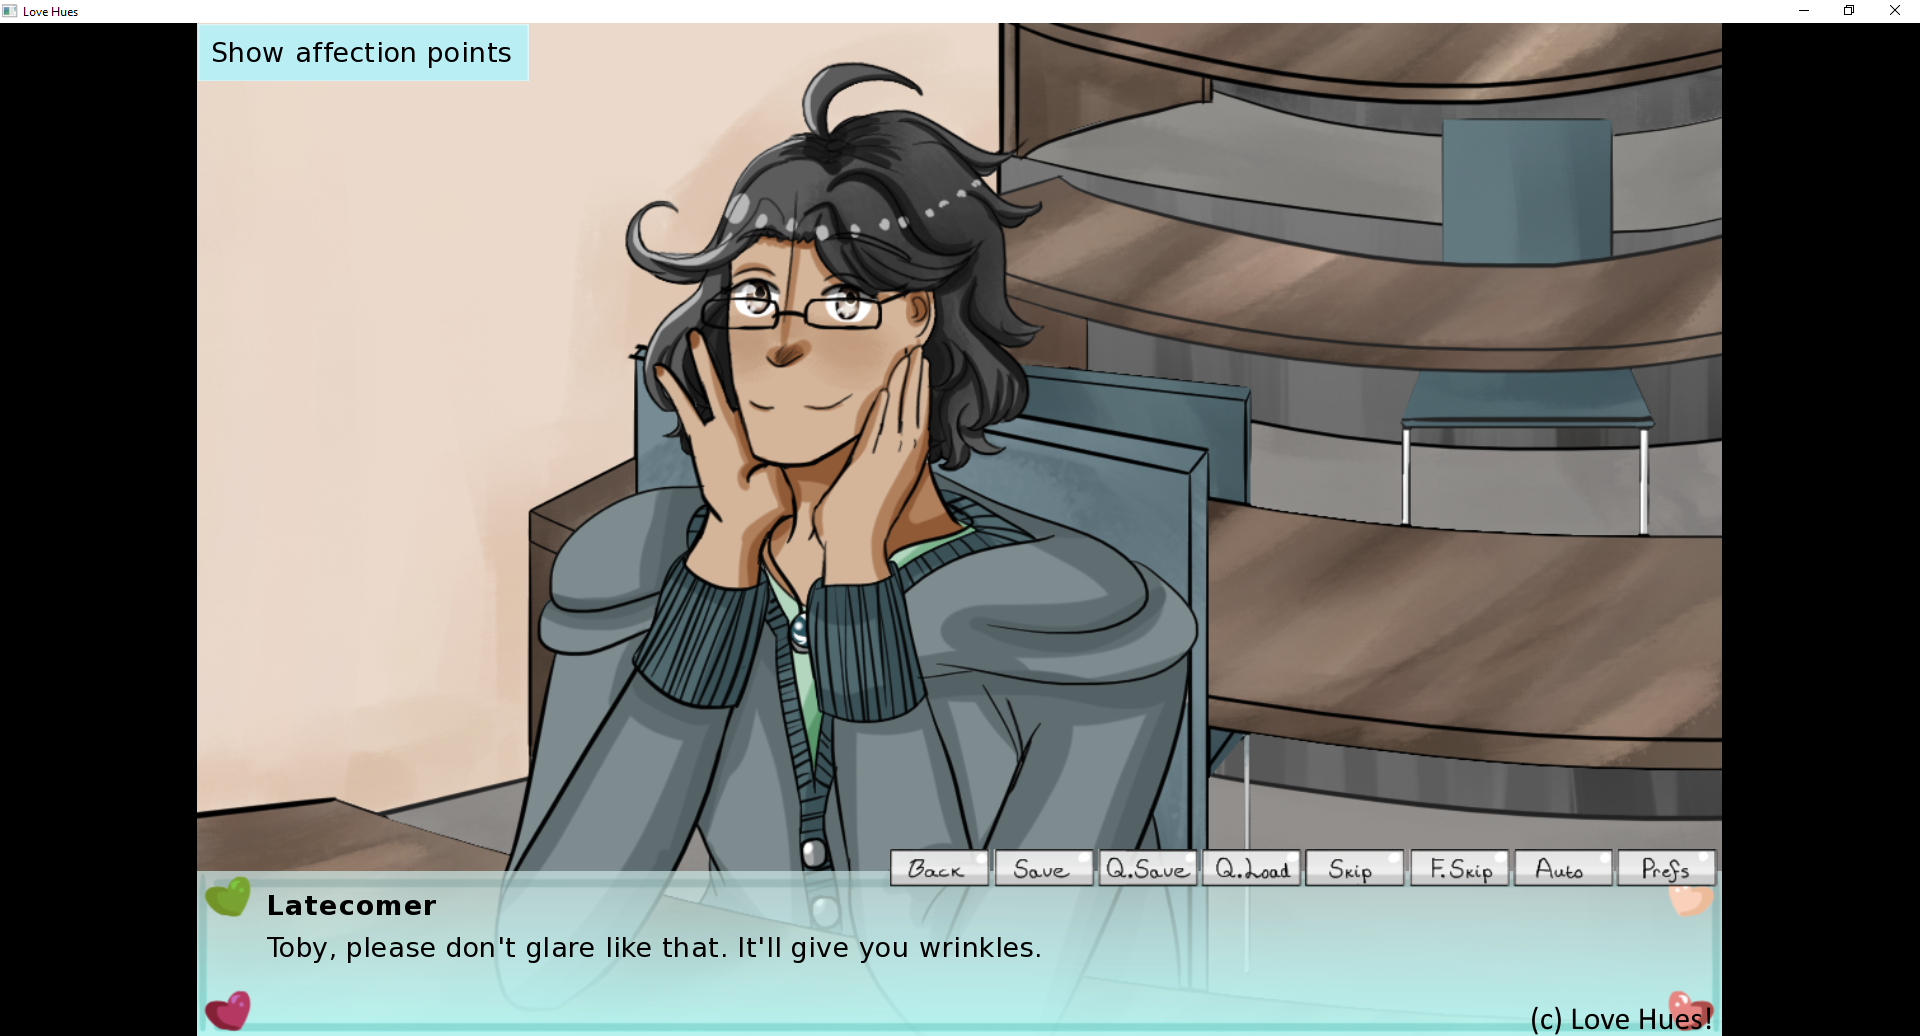 Love Hues
Show affection points
Back Save Q.Save Q.Load Skip F.Skip Auto Prefs
Latecomer
Toby, please don't glare like that. It'll give you wrinkles.
(c) Love Hues!